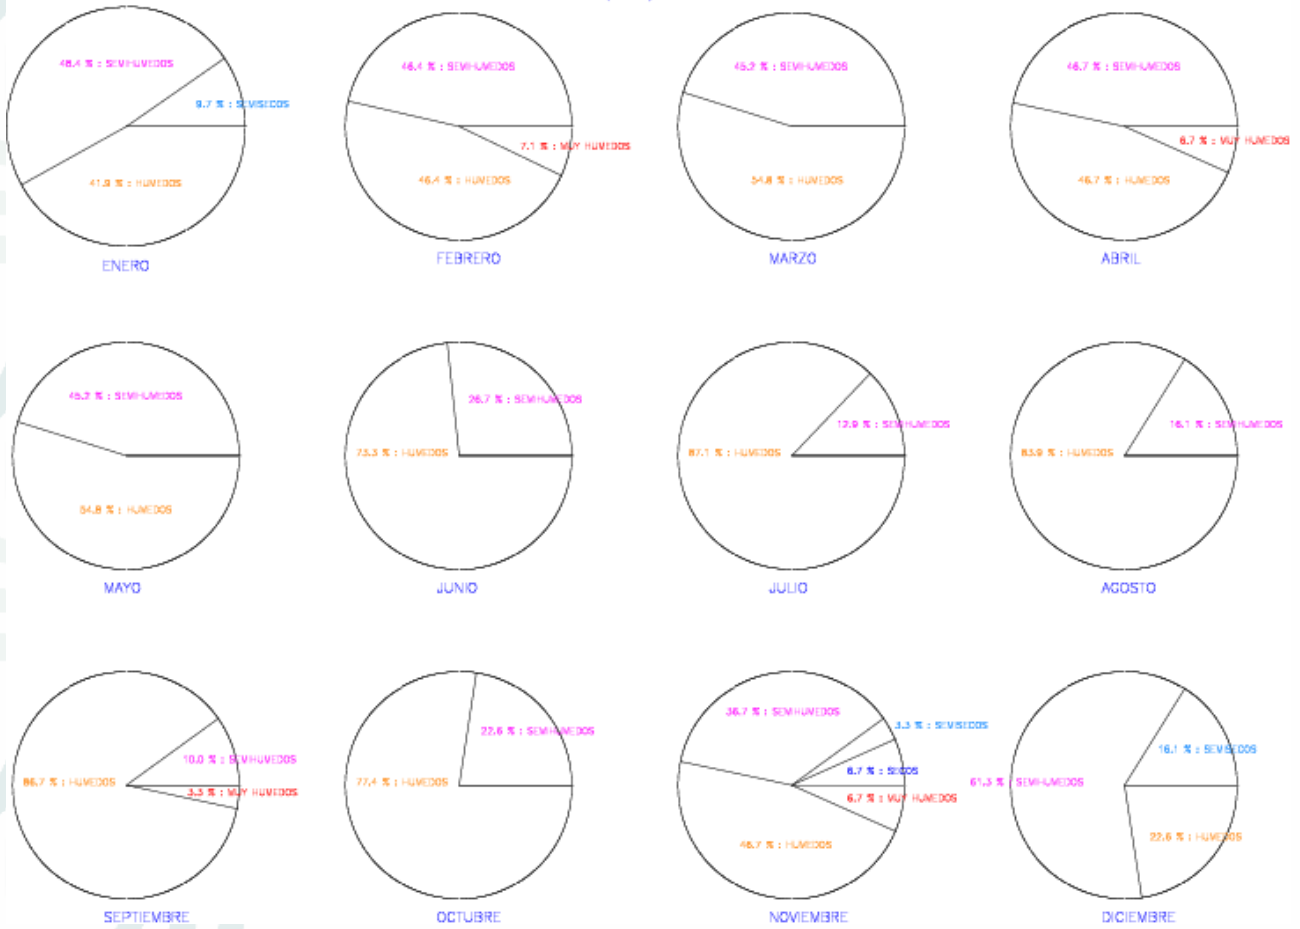 48.4 % : SEMIHUMEDOS
9.7 % : SEMISECOS
41.9 % : HUMEDOS
ENERO
46.4 % : SEMIHUMEDOS
7.1 % : MUY HUMEDOS
46.4 % : HUMEDOS
FEBRERO
45.2 % : SEMIHUMEDOS
54.8 % : HUMEDOS
MARZO
46.7 % : SEMIHUMEDOS
6.7 % : MUY HUMEDOS
46.7 % : HUMEDOS
ABRIL
45.2 % : SEMIHUMEDOS
54.8 % : HUMEDOS
MAYO
26.7 % : SEMIHUMEDOS
73.3 % : HUMEDOS
JUNIO
12.9 % : SEMIHUMEDOS
87.1 % : HUMEDOS
JULIO
16.1 % : SEMIHUMEDOS
83.9 % : HUMEDOS
AGOSTO
10.0 % : SEMIHUMEDOS
86.7 % : HUMEDOS
3.3 % : MUY HUMEDOS
SEPTIEMBRE
22.6 % : SEMIHUMEDOS
77.4 % : HUMEDOS
OCTUBRE
36.7 % : SEMIHUMEDOS
3.3 % : SEMISECOS
6.7 % : SECOS
6.7 % : MUY HUMEDOS
46.7 % : HUMEDOS
NOVIEMBRE
16.1 % : SEMISECOS
61.3 % : SEMIHUMEDOS
22.6 % : HUMEDOS
DICIEMBRE